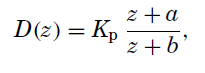 D(z) = K_p \frac{z + a}{z + b},